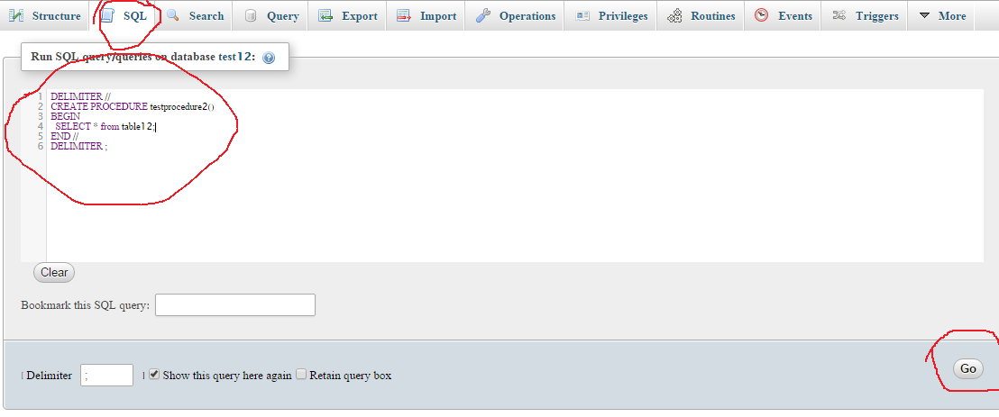 Structure SQL Search Query Export Import Operations Privileges Routines Events Triggers More
Run SQL query/queries on database test12:
1 DELIMITER //
2 CREATE PROCEDURE testprocedure2()
3 BEGIN
4 SELECT * from table12;
5 END //
6 DELIMITER ;
Clear
Bookmark this SQL query:
[ Delimiter ; ] Show this query here again Retain query box Go